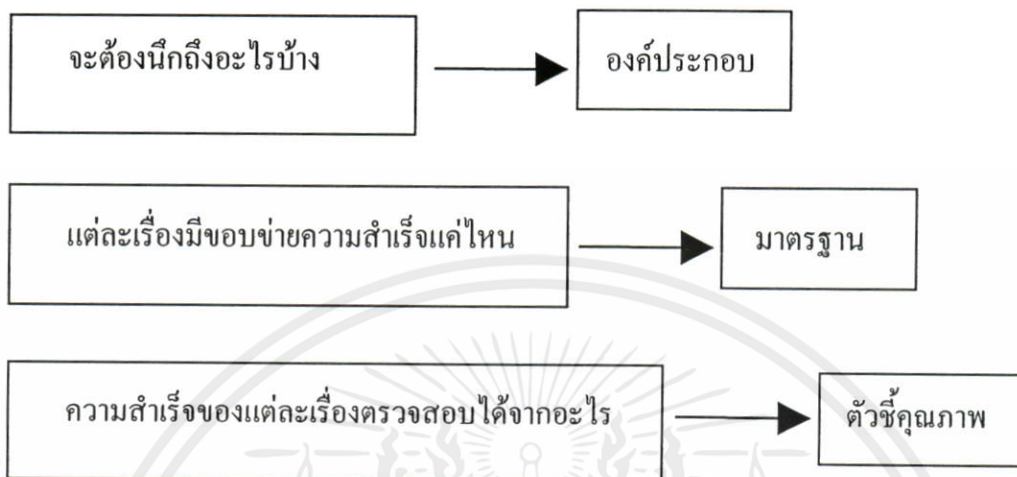 จะต้องนึกถึงอะไรบ้าง
องค์ประกอบ
แต่ละเรื่องมีขอบข่ายความสำเร็จแค่ไหน
มาตรฐาน
ความสำเร็จของแต่ละเรื่องตรวจสอบได้จากอะไร
ตัวชี้คุณภาพ